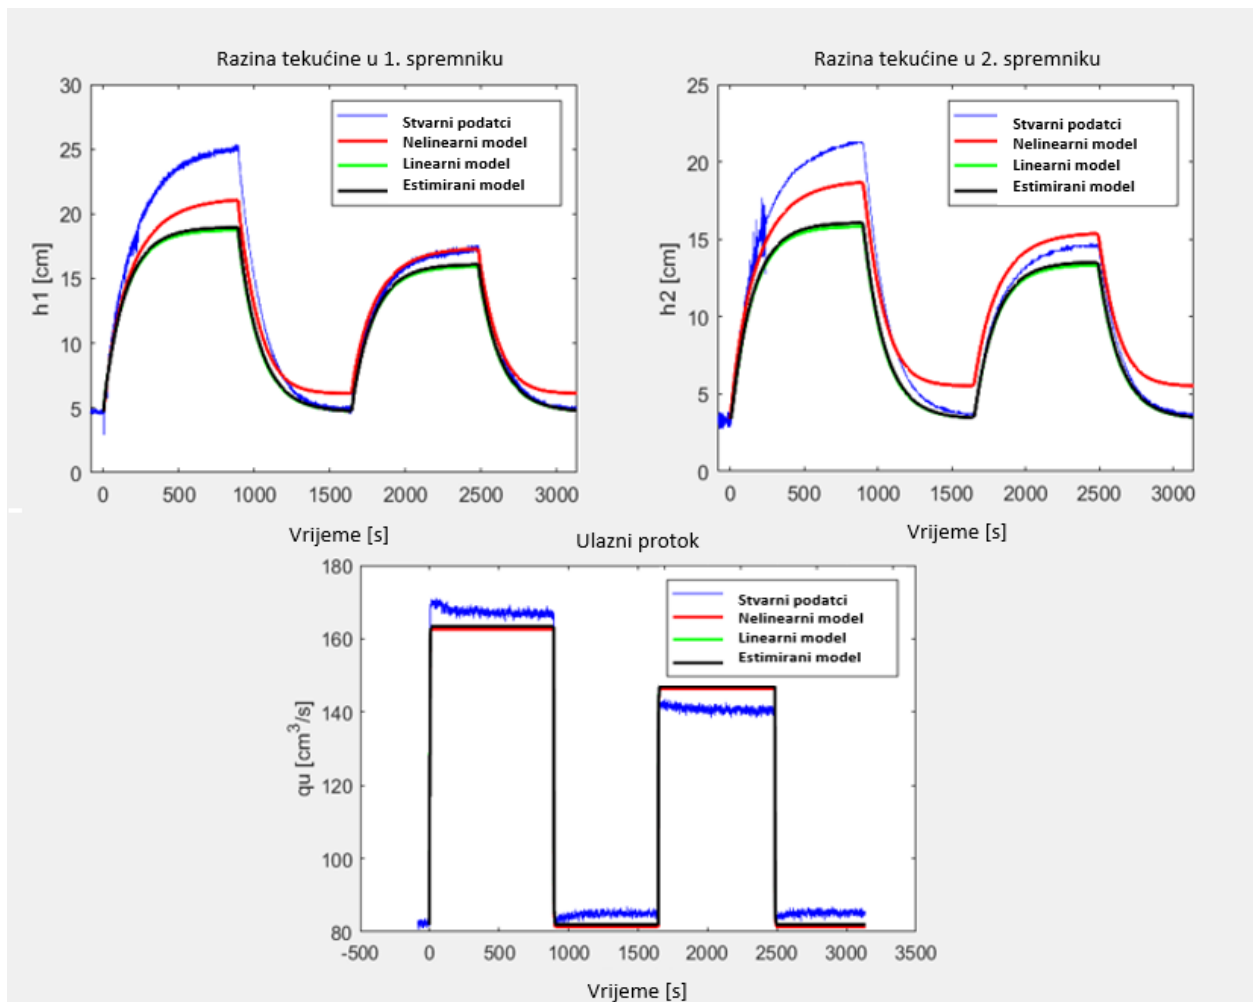 Razina tekućine u 1. spremniku
30
25
20
15
10
5
0
h1 [cm]
Stvarni podatci
Nelinearni model
Linearni model
Estimirani model
0 500 1000 1500 2000 2500 3000
Vrijeme [s]
Razina tekućine u 2. spremniku
25
20
15
10
5
0
h2 [cm]
Stvarni podatci
Nelinearni model
Linearni model
Estimirani model
0 500 1000 1500 2000 2500 3000
Vrijeme [s]
Ulazni protok
180
160
140
120
100
80
qu [cm³/s]
Stvarni podatci
Nelinearni model
Linearni model
Estimirani model
-500 0 500 1000 1500 2000 2500 3000 3500
Vrijeme [s]